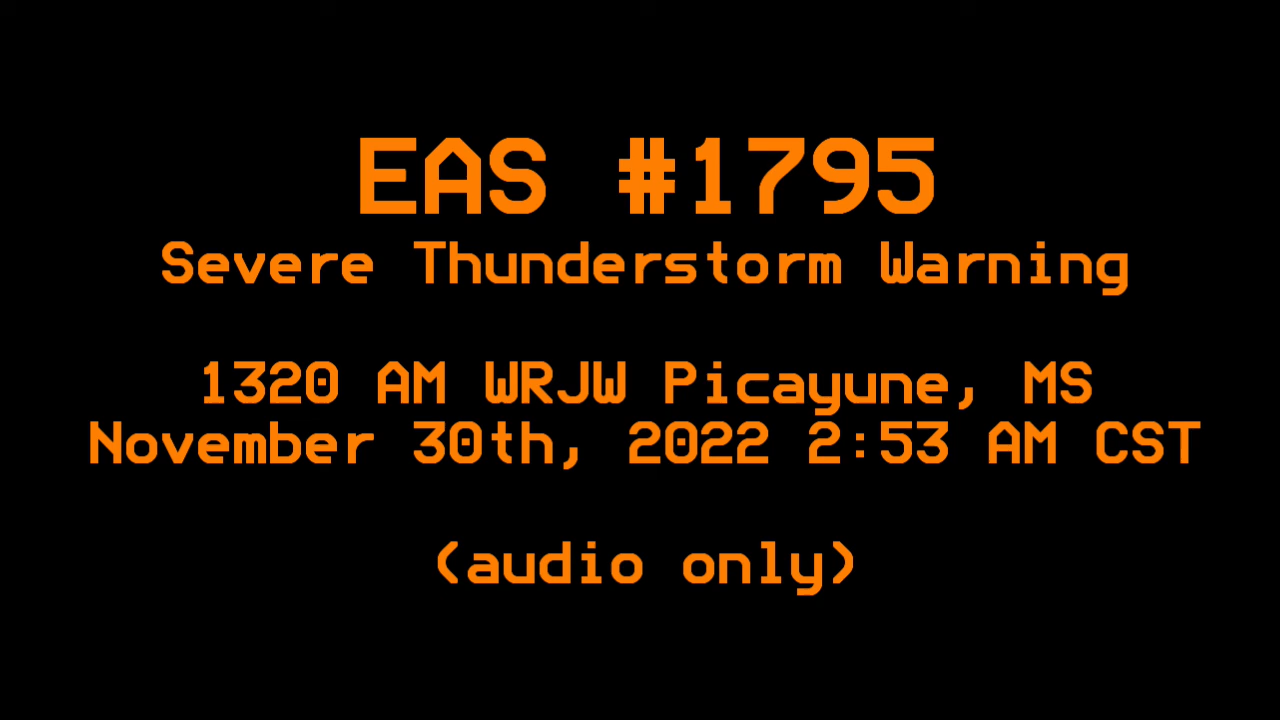 EAS #1795
Severe Thunderstorm Warning
1320 AM WRJW Picayune, MS
November 30th, 2022 2:53 AM CST
(audio only)